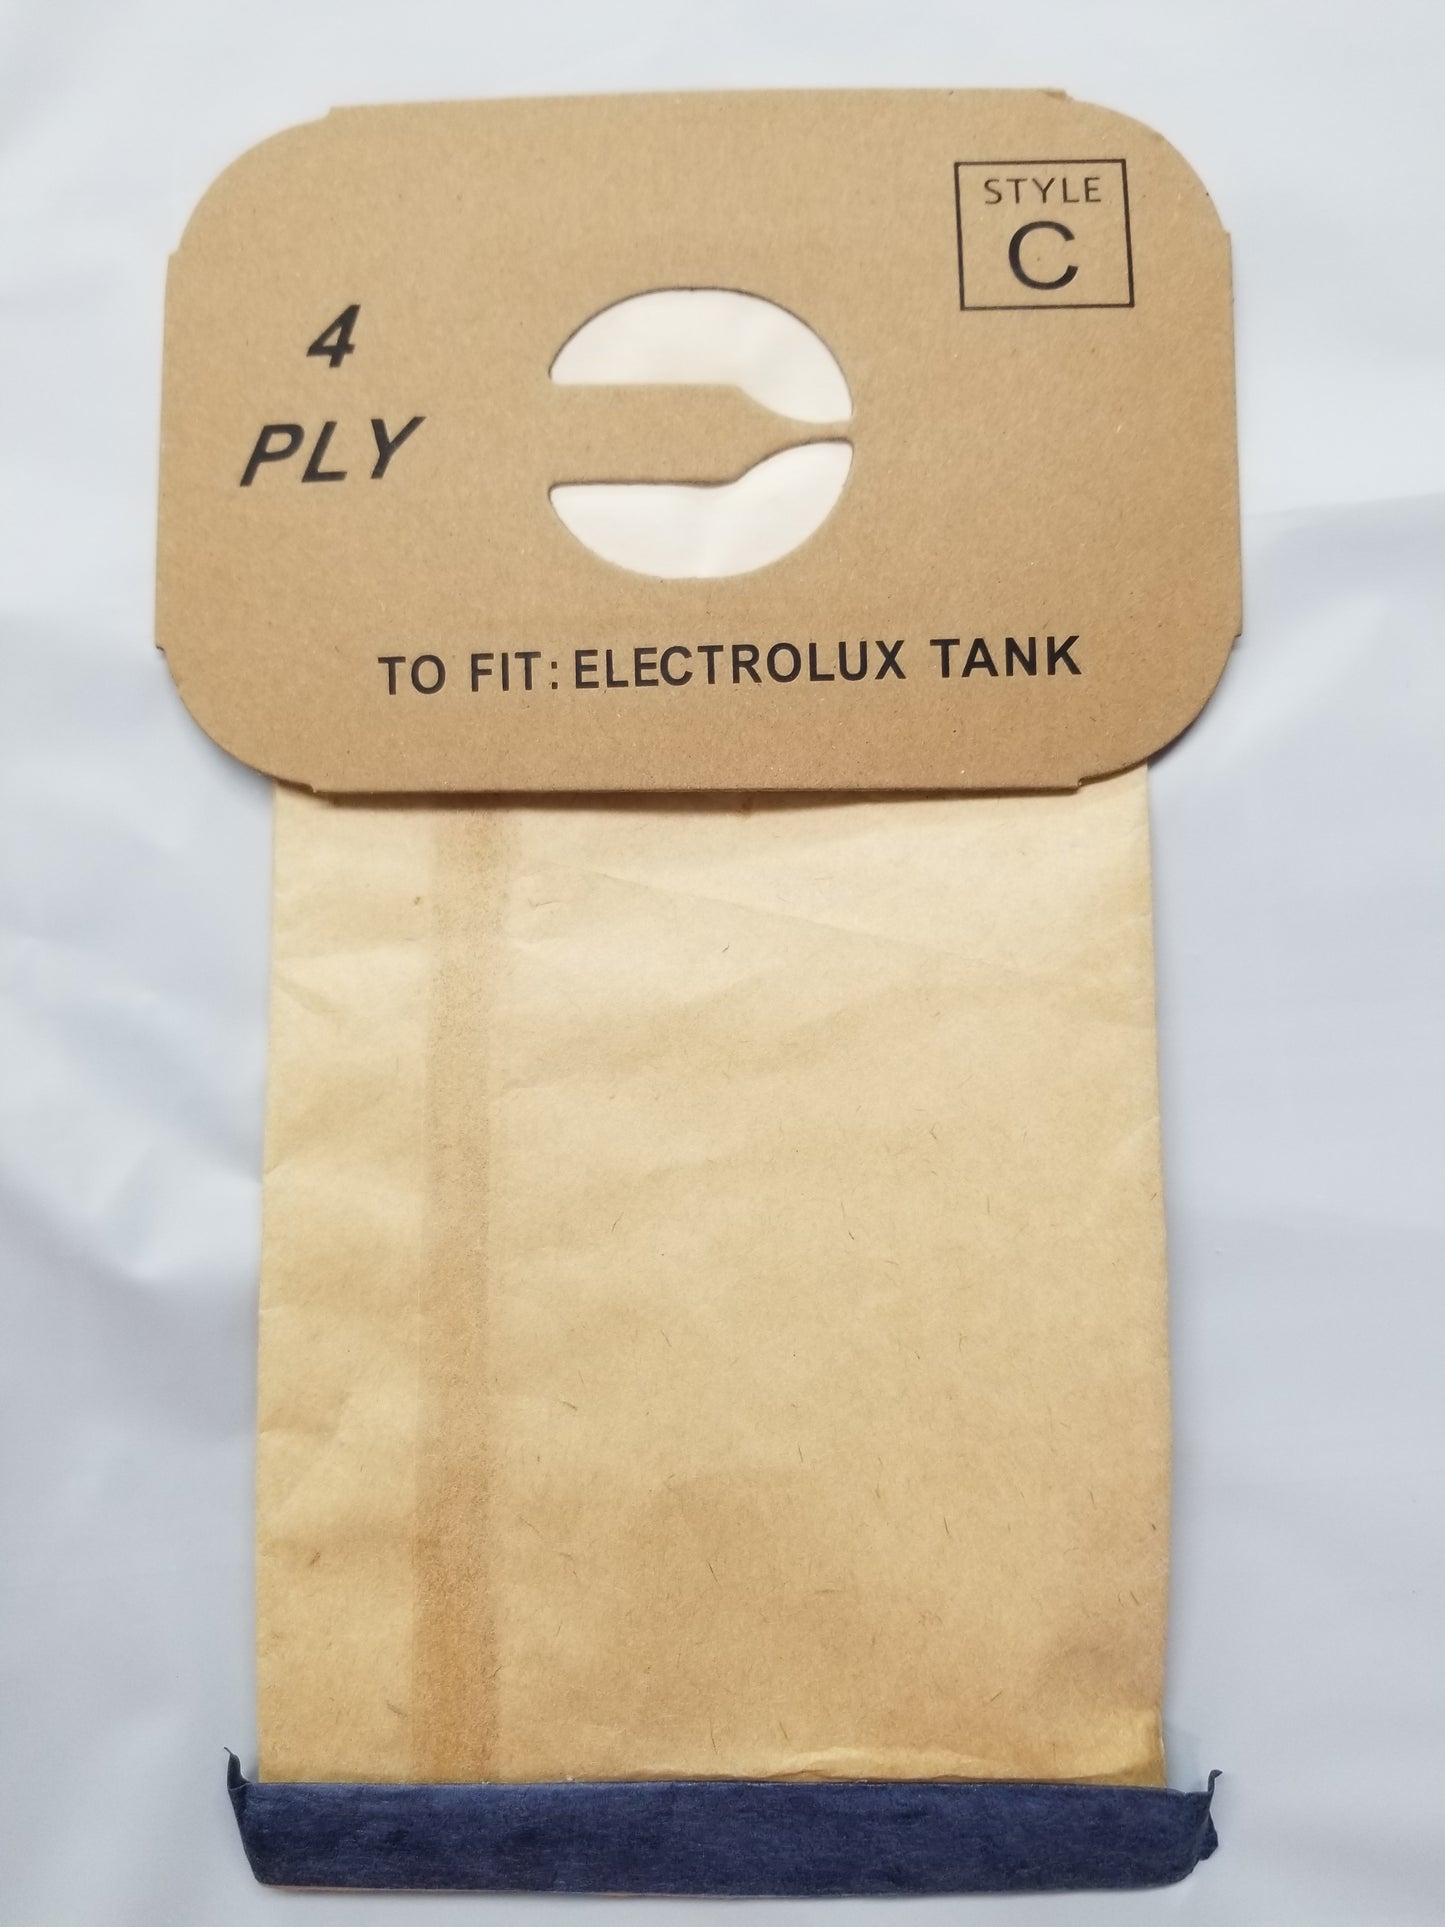 STYLE
C
4
PLY
TO FIT: ELECTROLUX TANK